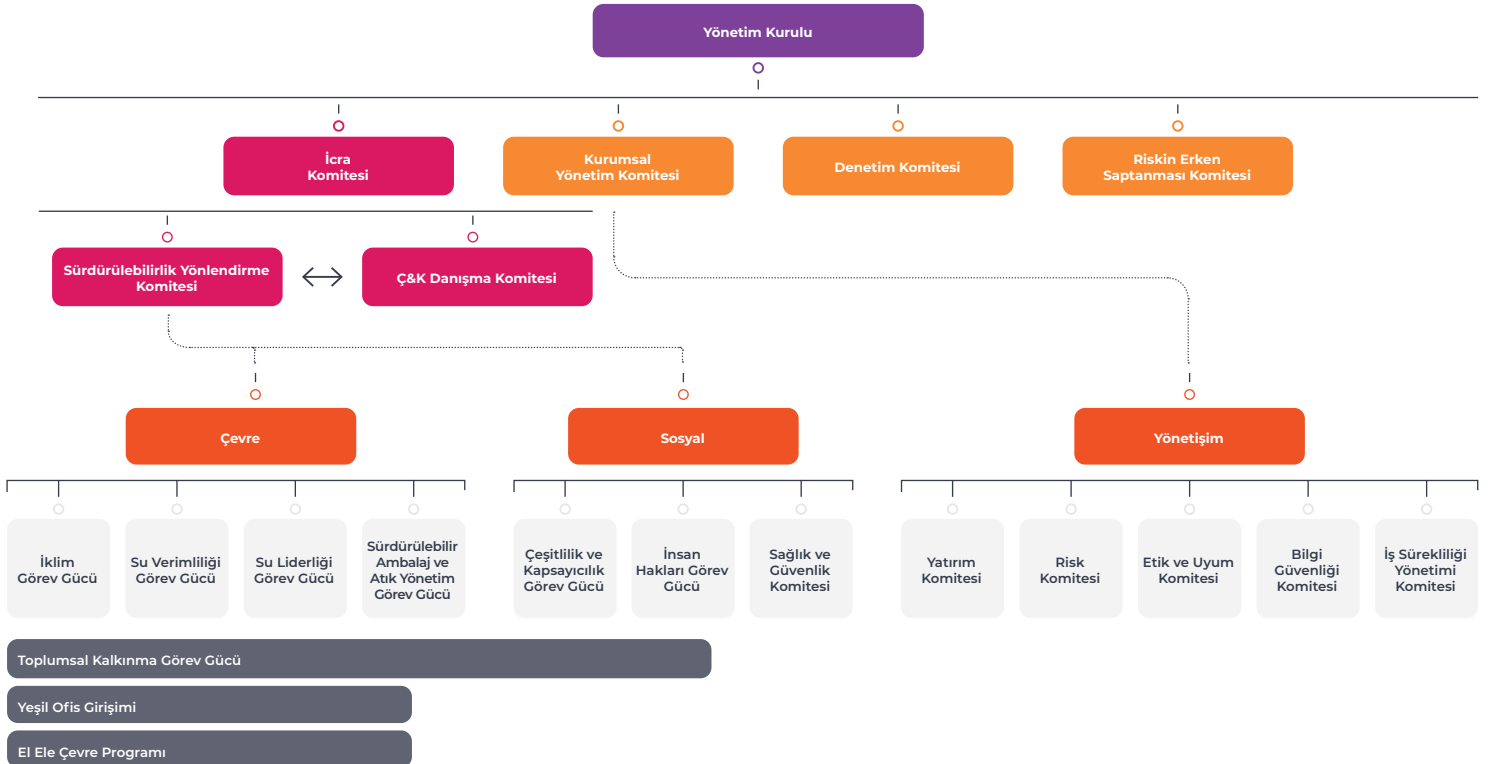 Yönetim Kurulu
İcra
Komitesi
Kurumsal
Yönetim Komitesi
Denetim Komitesi
Riskin Erken
Saptanması Komitesi
Sürdürülebilirlik Yönlendirme
Komitesi
Ç&K Danışma Komitesi
Çevre
Sosyal
Yönetişim
İklim
Görev Gücü
Su Verimliliği
Görev Gücü
Su Liderliği
Görev Gücü
Sürdürülebilir
Ambalaj ve
Atık Yönetim
Görev Gücü
Çeşitlilik ve
Kapsayıcılık
Görev Gücü
İnsan
Hakları Görev
Gücü
Sağlık ve
Güvenlik
Komitesi
Yatırım
Komitesi
Risk
Komitesi
Etik ve Uyum
Komitesi
Bilgi
Güvenliği
Komitesi
İş Sürekliliği
Yönetimi
Komitesi
Toplumsal Kalkınma Görev Gücü
Yeşil Ofis Girişimi
El Ele Çevre Programı